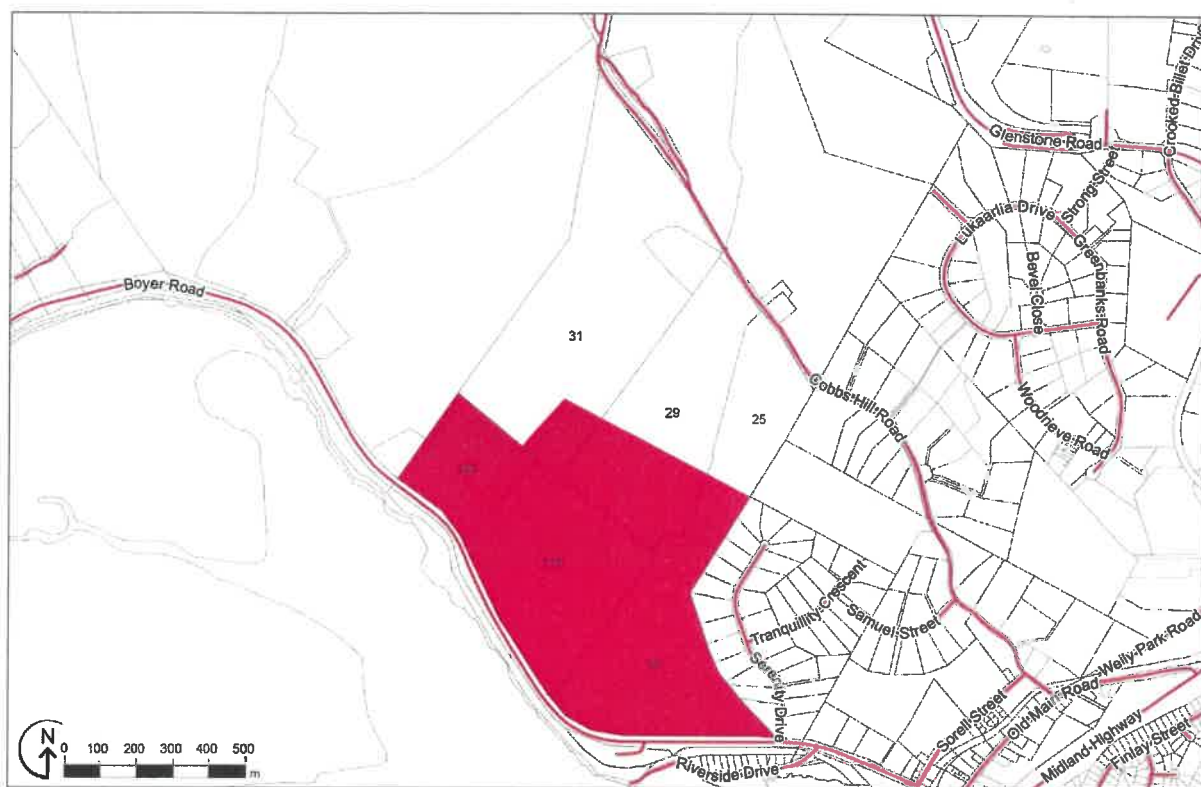 Crooked Billet Drive
Glenstone Road
Strong Street
Lukaarlia Drive
Greenbanks Road
Bevel Close
Boyer Road
31
Cobbs Hill Road
Woodrieve Road
29
25
Tranquillity Crescent
Samuel Street
Serenity Drive
Welly Park Road
Old Main Road
Sorell Street
Midland Highway
Finlay Street
Riverside Drive
N
0 100 200 300 400 500
m